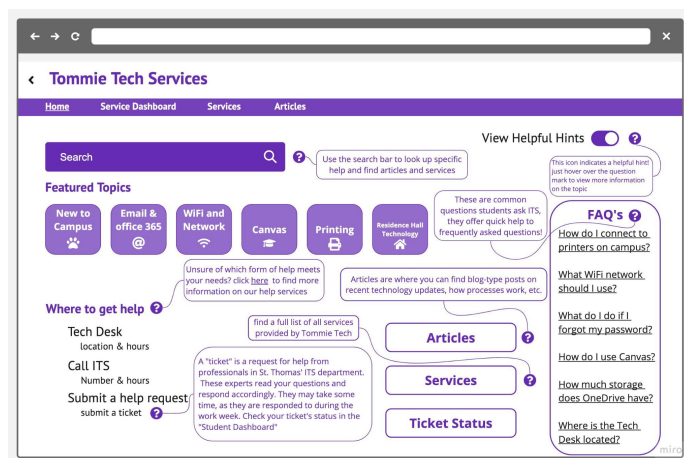 Tommie Tech Services
Home Service Dashboard Services Articles
View Helpful Hints ?
Search ?
Use the search bar to look up specific
help and find articles and services
This icon indicates a helpful hint!
just hover over the question
mark to view more information
on the topic
Featured Topics
New to
Campus
Email &
office 365
@
WiFi and
Network
Canvas
Printing
Residence Hall
Technology
These are common
questions students ask ITS,
they offer quick help to
frequently asked questions!
FAQ's ?
How do I connect to
printers on campus?
What WiFi network
should I use?
What do I do if I
forgot my password?
How do I use Canvas?
How much storage
does OneDrive have?
Where is the Tech
Desk located?
Unsure of which form of help meets
your needs? click here to find more
information on our help services
Articles are where you can find blog-type posts on
recent technology updates, how processes work, etc.
Where to get help ?
Tech Desk
location & hours
Call ITS
Number & hours
Submit a help request
submit a ticket ?
find a full list of all services
provided by Tommie Tech
A "ticket" is a request for help from
professionals in St. Thomas' ITS department.
These experts read your questions and
respond accordingly. They may take some
time, as they are responded to during the
work week. Check your ticket's status in the
"Student Dashboard"
Articles ?
Services ?
Ticket Status
miro